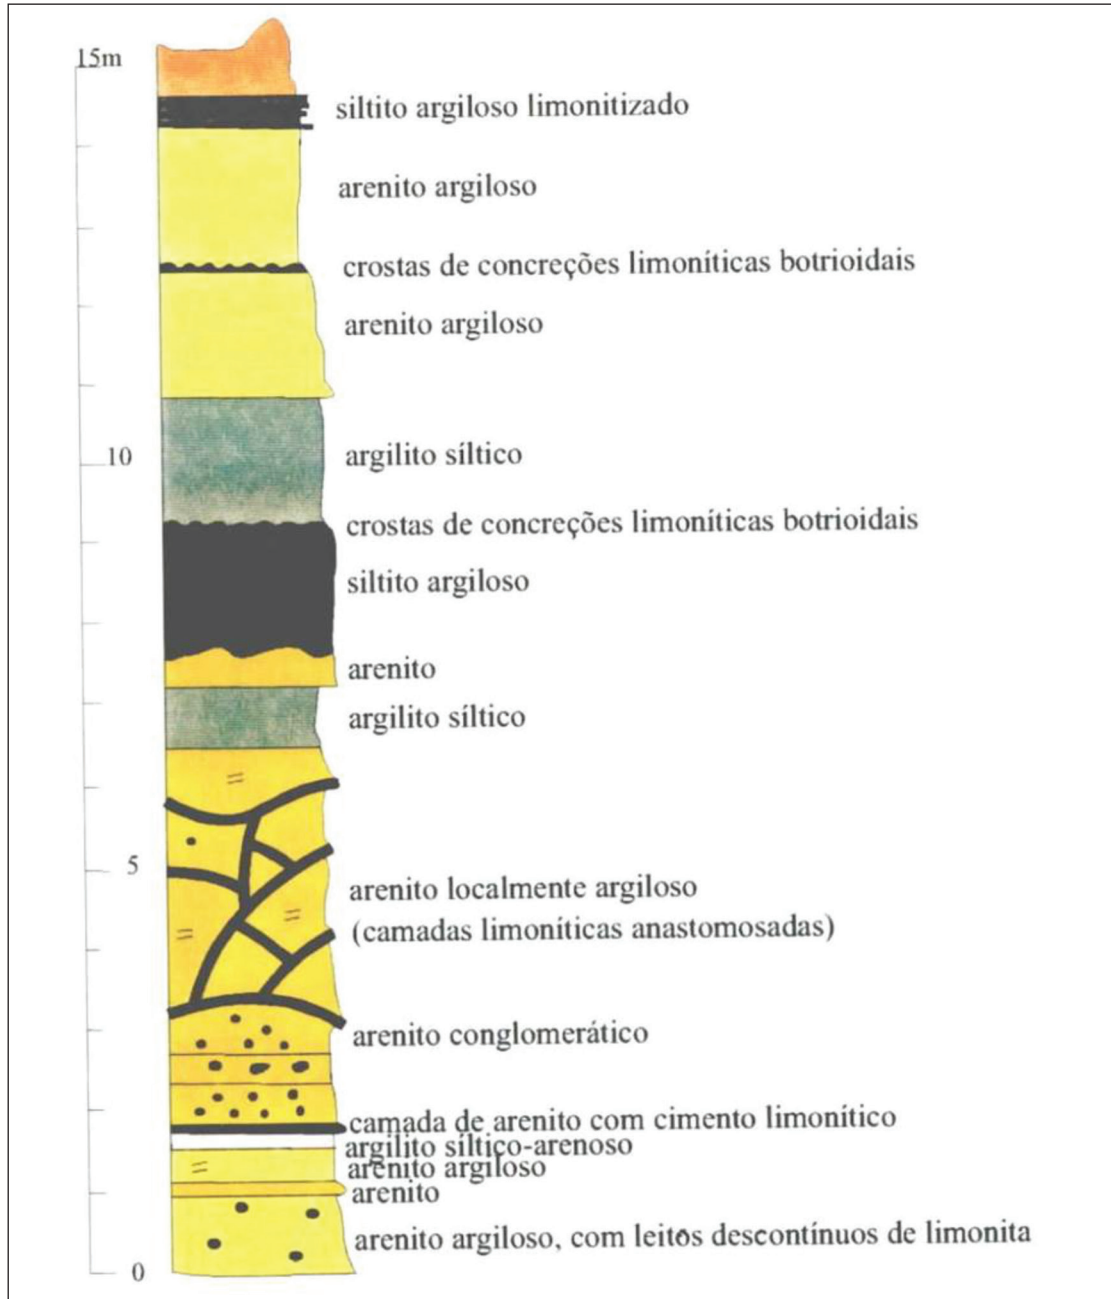 15m
siltito argiloso limonitizado
arenito argiloso
crostas de concreções limoníticas botrioidais
arenito argiloso
10
argilito síltico
crostas de concreções limoníticas botrioidais
siltito argiloso
arenito
argilito síltico
5
arenito localmente argiloso
(camadas limoníticas anastomosadas)
arenito conglomerático
camada de arenito com cimento limonítico
argilito síltico-arenoso
arenito argiloso
arenito
arenito argiloso, com leitos descontínuos de limonita
0